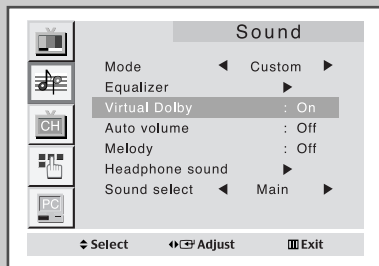 Sound
Mode ◀ Custom ▶
Equalizer ▶
Virtual Dolby : On
Auto volume : Off
Melody : Off
Headphone sound ▶
Sound select ◀ Main ▶
CH
PC
Select Adjust Exit